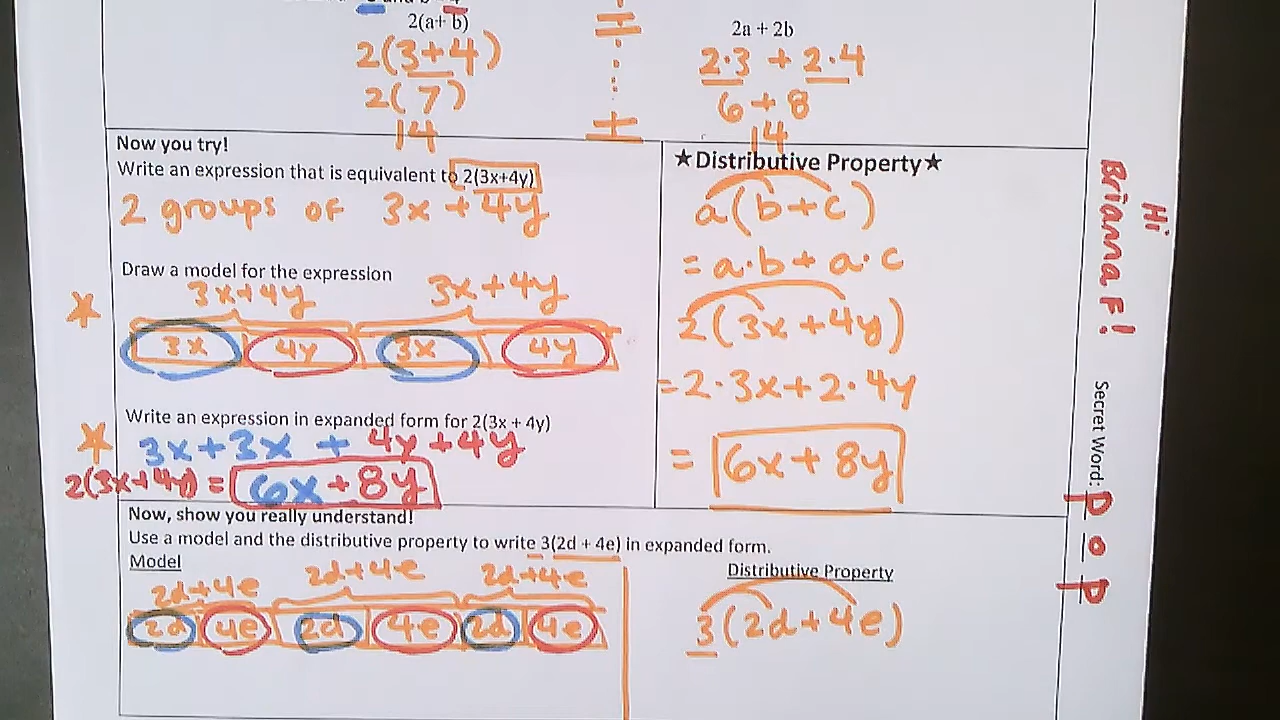 2(a+ b)
2a + 2b
2(3+4)
2·3 + 2·4
2(7)
6+8
14
14
Now you try!
Write an expression that is equivalent to 2(3x+4y)
2 groups of 3x + 4y
Draw a model for the expression
3x+4y 3x+4y
3x 4y 3x 4y
Write an expression in expanded form for 2(3x + 4y)
3x+3x + 4y+4y
2(3x+4y) = 6x+8y
★Distributive Property★
a(b+c)
=a·b+a·c
2(3x+4y)
=2·3x+2·4y
= 6x+8y
Now, show you really understand!
Use a model and the distributive property to write 3(2d + 4e) in expanded form.
Model
2d+4e 2d+4e 2d+4e
2d 4e 2d 4e 2d 4e
Distributive Property
3(2d+4e)
Hi
Brianna F!
Secret Word: P o P